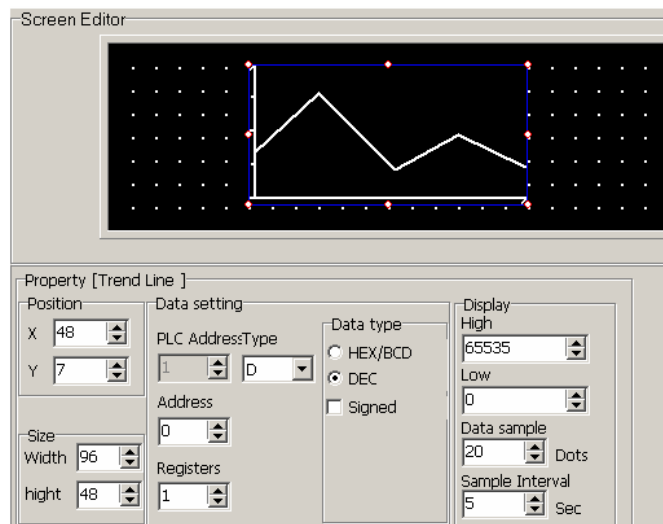 Screen Editor
Property [Trend Line ]
Position
X 48
Y 7
Size
Width 96
hight 48
Data setting
PLC Address Type
1 D
Address
0
Registers
1
Data type
HEX/BCD
DEC
Signed
Display
High
65535
Low
0
Data sample
20 Dots
Sample Interval
5 Sec